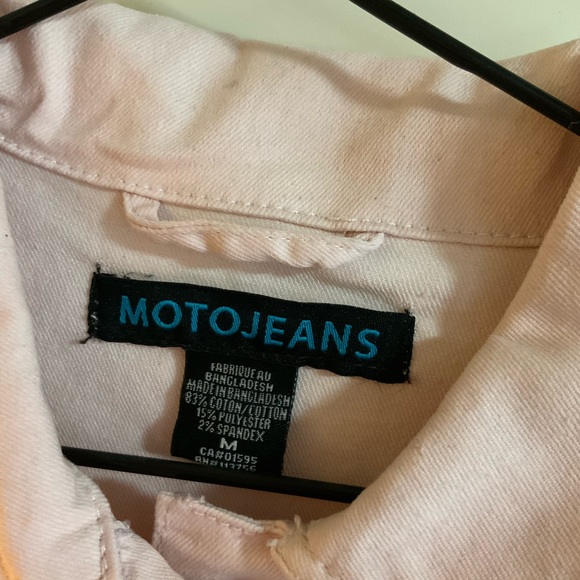 MOTOJEANS
FABRIQUE AU
BANGLADESH
MADE IN BANGLADESH
83% COTON/COTTON
15% POLYESTER
2% SPANDEX
M
CA#01595